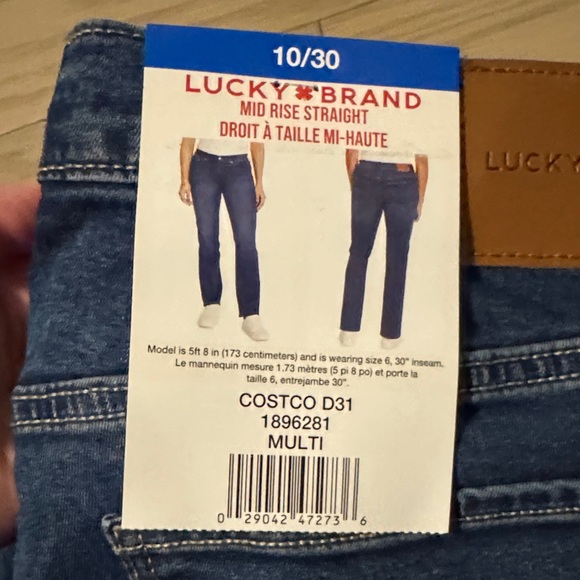 10/30
LUCKY BRAND
MID RISE STRAIGHT
DROIT À TAILLE MI-HAUTE
LUCKY
Model is 5ft 8 in (173 centimeters) and is wearing size 6, 30" inseam.
Le mannequin mesure 1.73 mètres (5 pi 8 po) et porte la
taille 6, entrejambe 30".
COSTCO D31
1896281
MULTI
0 29042 47273 6